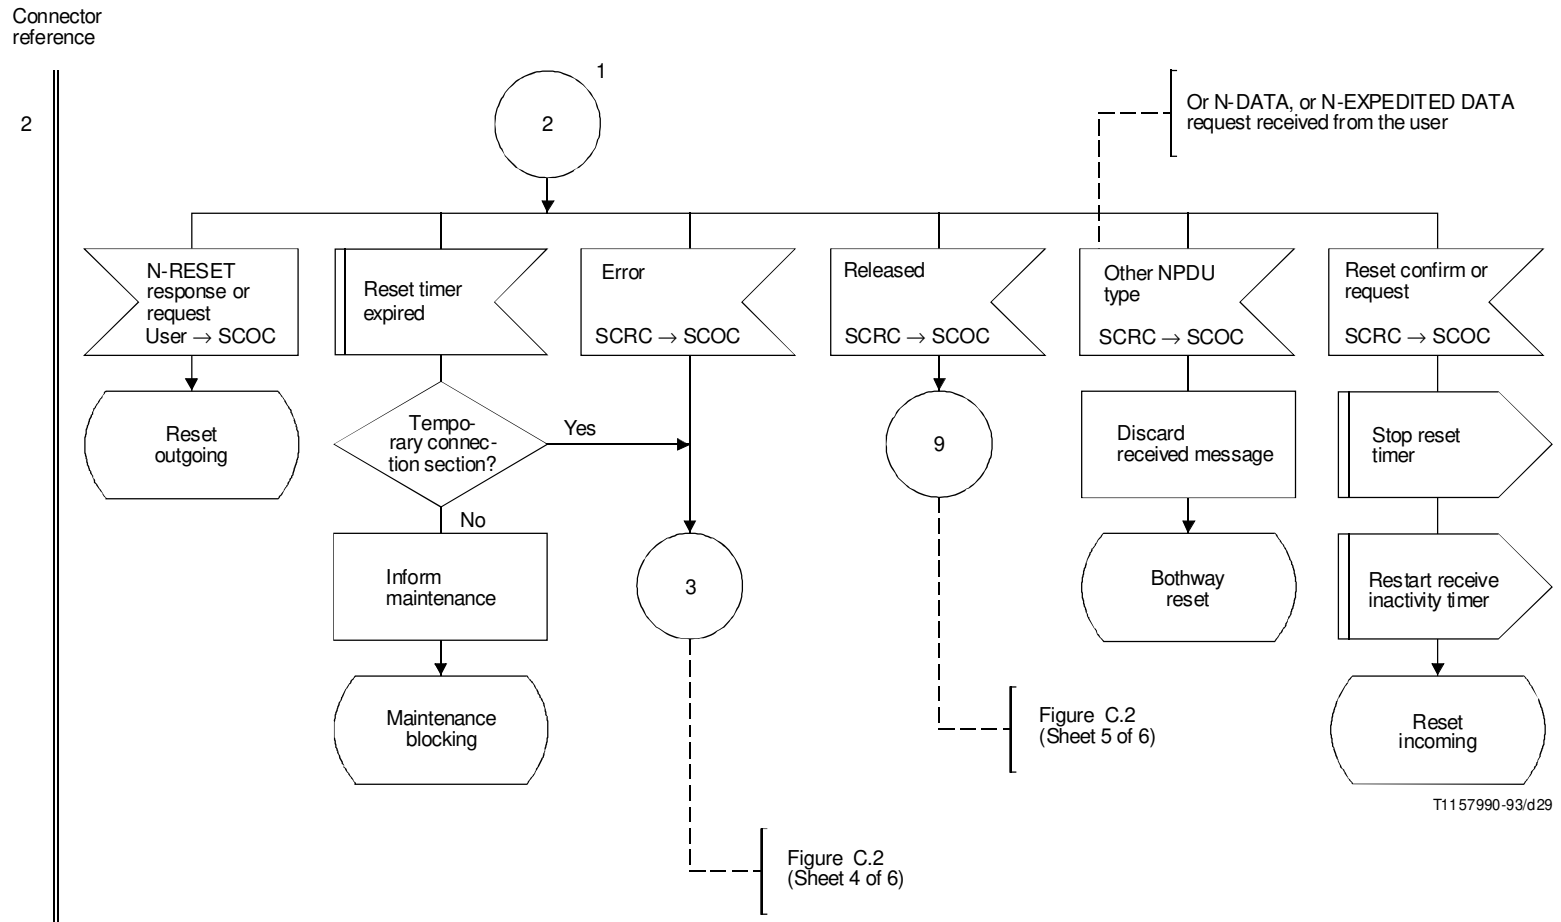 Connector
reference
2
1
2
Or N-DATA, or N-EXPEDITED DATA
request received from the user
N-RESET
response or
request
User → SCOC
Reset timer
expired
Error
SCRC → SCOC
Released
SCRC → SCOC
Other NPDU
type
SCRC → SCOC
Reset confirm or
request
SCRC → SCOC
Reset
outgoing
Tempo-
rary connec-
tion section?
Yes
No
9
Discard
received message
Stop reset
timer
Inform
maintenance
3
Bothway
reset
Restart receive
inactivity timer
Maintenance
blocking
Figure C.2
(Sheet 5 of 6)
Reset
incoming
T1157990-93/d29
Figure C.2
(Sheet 4 of 6)